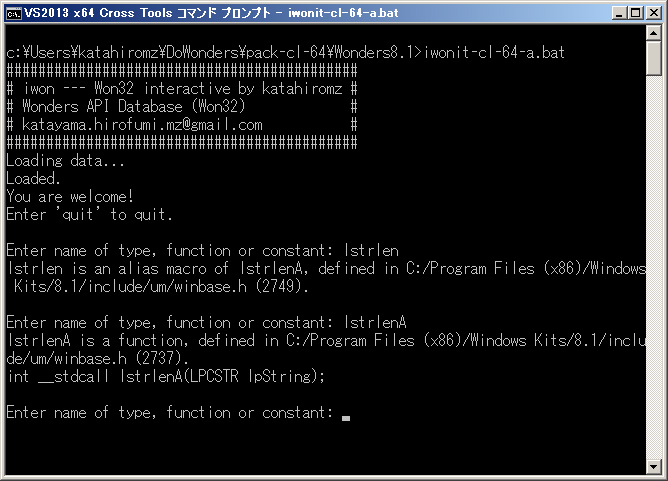 VS2013 x64 Cross Tools コマンド プロンプト - iwonit-cl-64-a.bat
c:¥Users¥katahiromz¥DoWonders¥pack-cl-64¥Wonders8.1>iwonit-cl-64-a.bat
############################################
# iwon --- Won32 interactive by katahiromz #
# Wonders API Database (Won32)             #
# katayama.hirofumi.mz@gmail.com           #
############################################
Loading data...
Loaded.
You are welcome!
Enter 'quit' to quit.
Enter name of type, function or constant: lstrlen
lstrlen is an alias macro of lstrlenA, defined in C:/Program Files (x86)/Windows
 Kits/8.1/include/um/winbase.h (2749).
Enter name of type, function or constant: lstrlenA
lstrlenA is a function, defined in C:/Program Files (x86)/Windows Kits/8.1/inclu
de/um/winbase.h (2737).
int __stdcall lstrlenA(LPCSTR lpString);
Enter name of type, function or constant: _